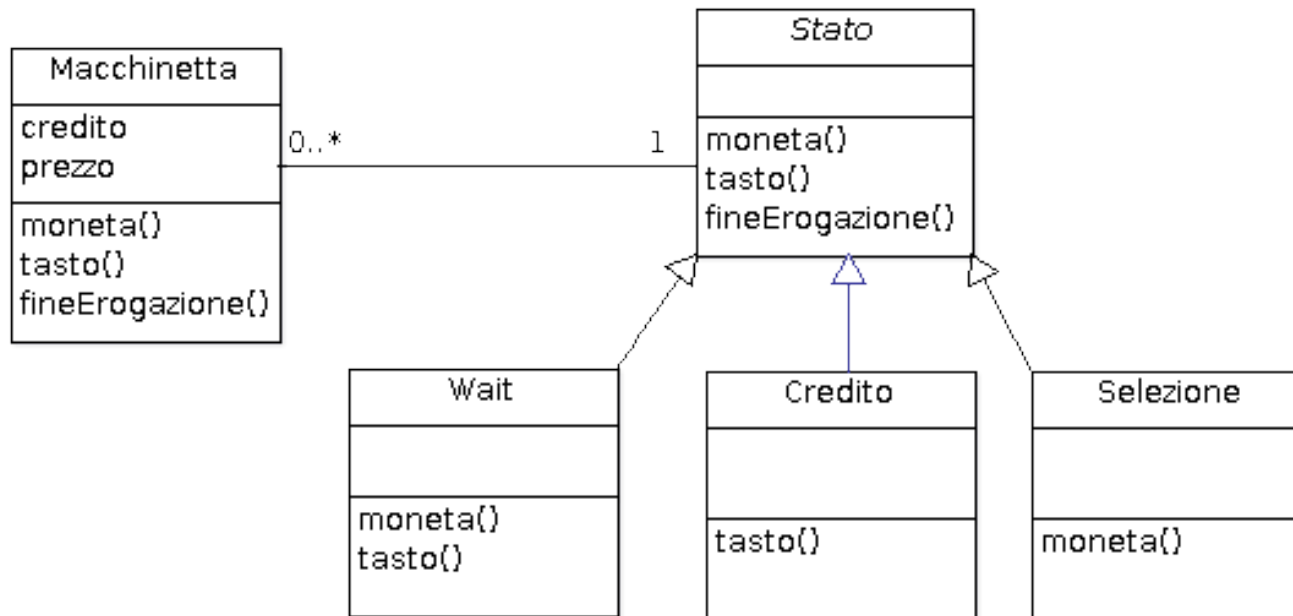 Stato
moneta()
tasto()
fineErogazione()
Macchinetta
credito
prezzo
moneta()
tasto()
fineErogazione()
0..*
1
Wait
moneta()
tasto()
Credito
tasto()
Selezione
moneta()